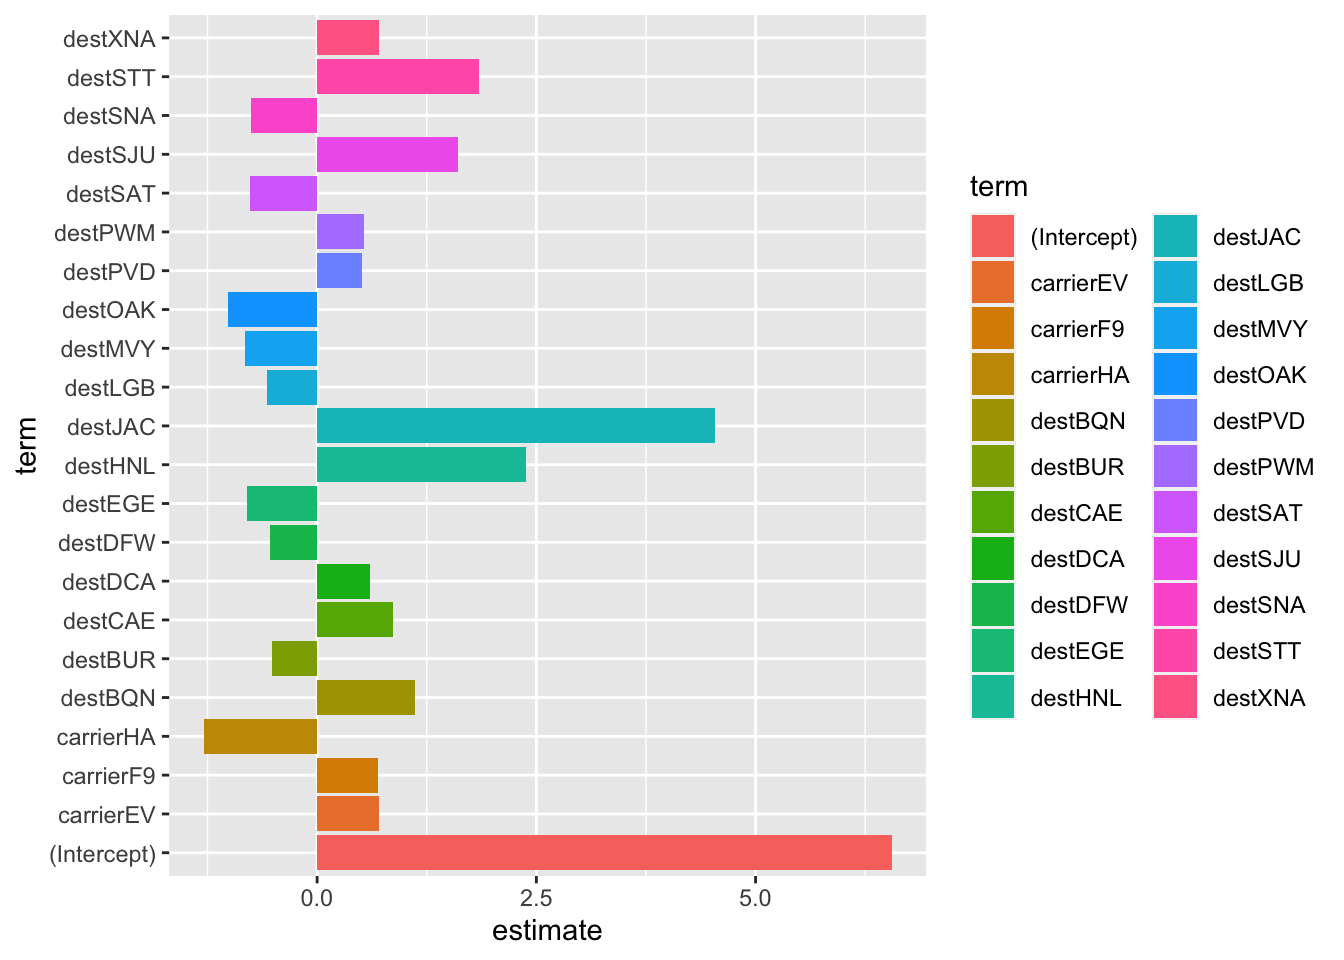 term
destXNA
destSTT
destSNA
destSJU
destSAT
destPWM
destPVD
destOAK
destMVY
destLGB
destJAC
destHNL
destEGE
destDFW
destDCA
destCAE
destBUR
destBQN
carrierHA
carrierF9
carrierEV
(Intercept)
0.0 2.5 5.0
estimate
term
(Intercept) destJAC
carrierEV destLGB
carrierF9 destMVY
carrierHA destOAK
destBQN destPVD
destBUR destPWM
destCAE destSAT
destDCA destSJU
destDFW destSNA
destEGE destSTT
destHNL destXNA